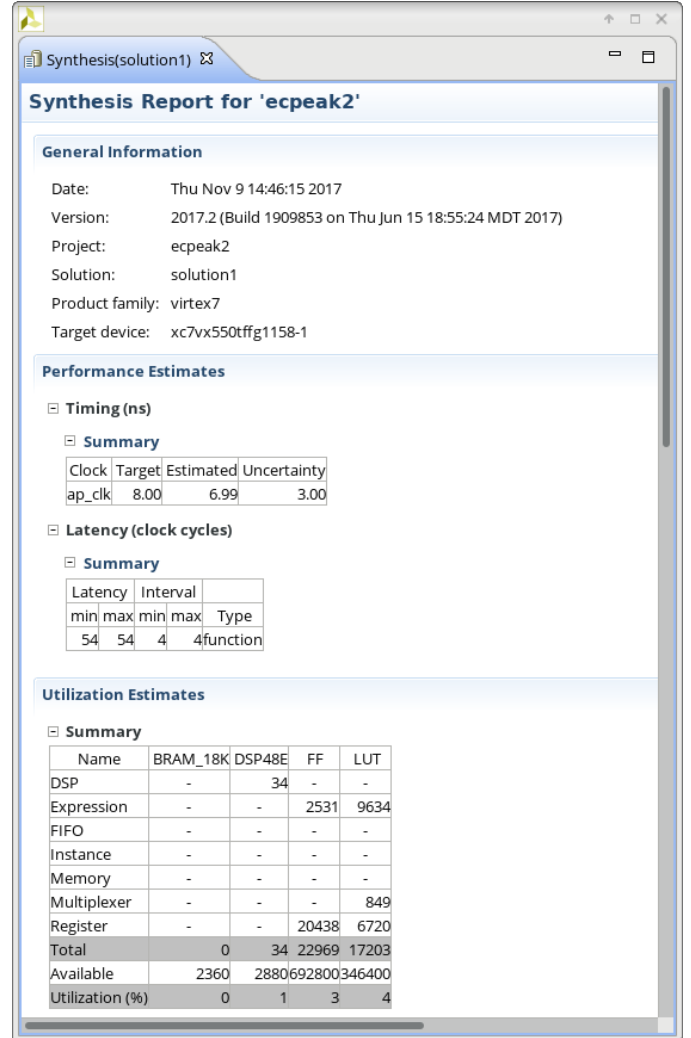 Synthesis(solution1)
Synthesis Report for 'ecpeak2'
General Information
Date: Thu Nov 9 14:46:15 2017
Version: 2017.2 (Build 1909853 on Thu Jun 15 18:55:24 MDT 2017)
Project: ecpeak2
Solution: solution1
Product family: virtex7
Target device: xc7vx550tffg1158-1
Performance Estimates
Timing (ns)
Summary
Clock Target Estimated Uncertainty
ap_clk 8.00 6.99 3.00
Latency (clock cycles)
Summary
Latency Interval
min max min max Type
54 54 4 4 function
Utilization Estimates
Summary
Name BRAM_18K DSP48E FF LUT
DSP - 34 - -
Expression - - 2531 9634
FIFO - - - -
Instance - - - -
Memory - - - -
Multiplexer - - - 849
Register - - 20438 6720
Total 0 34 22969 17203
Available 2360 2880 692800 346400
Utilization (%) 0 1 3 4